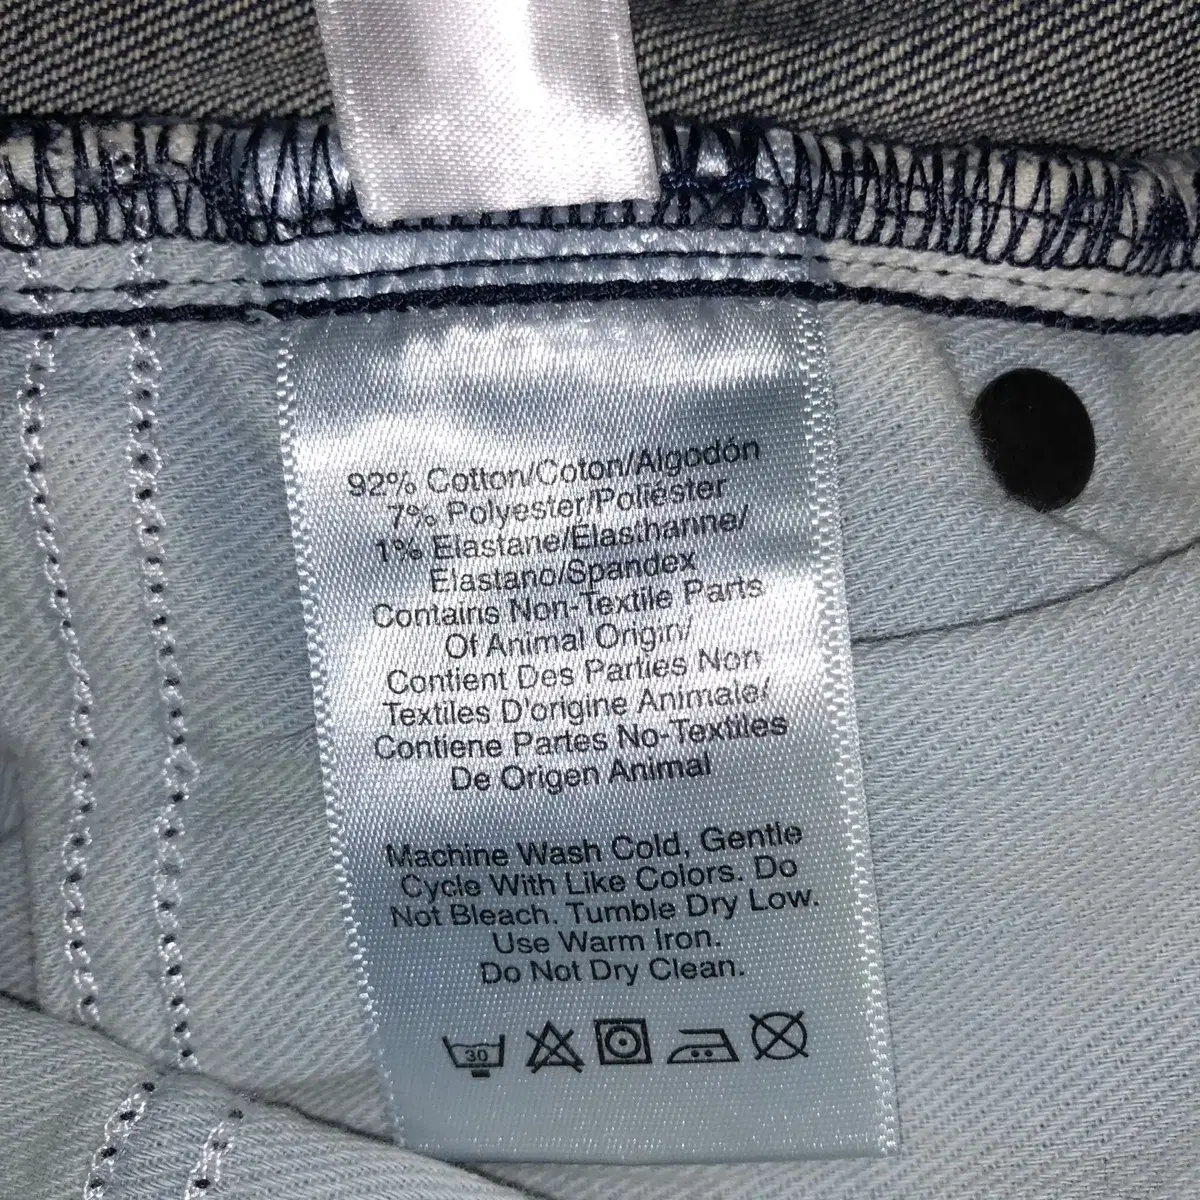 92% Cotton/Coton/Algodón
7% Polyester/Poliéster
1% Elastane/Élasthanne/
Elastano/Spandex
Contains Non-Textile Parts
Of Animal Origin/
Contient Des Parties Non
Textiles D'origine Animale/
Contiene Partes No-Textiles
De Origen Animal
Machine Wash Cold, Gentle
Cycle With Like Colors. Do
Not Bleach. Tumble Dry Low.
Use Warm Iron.
Do Not Dry Clean.
30